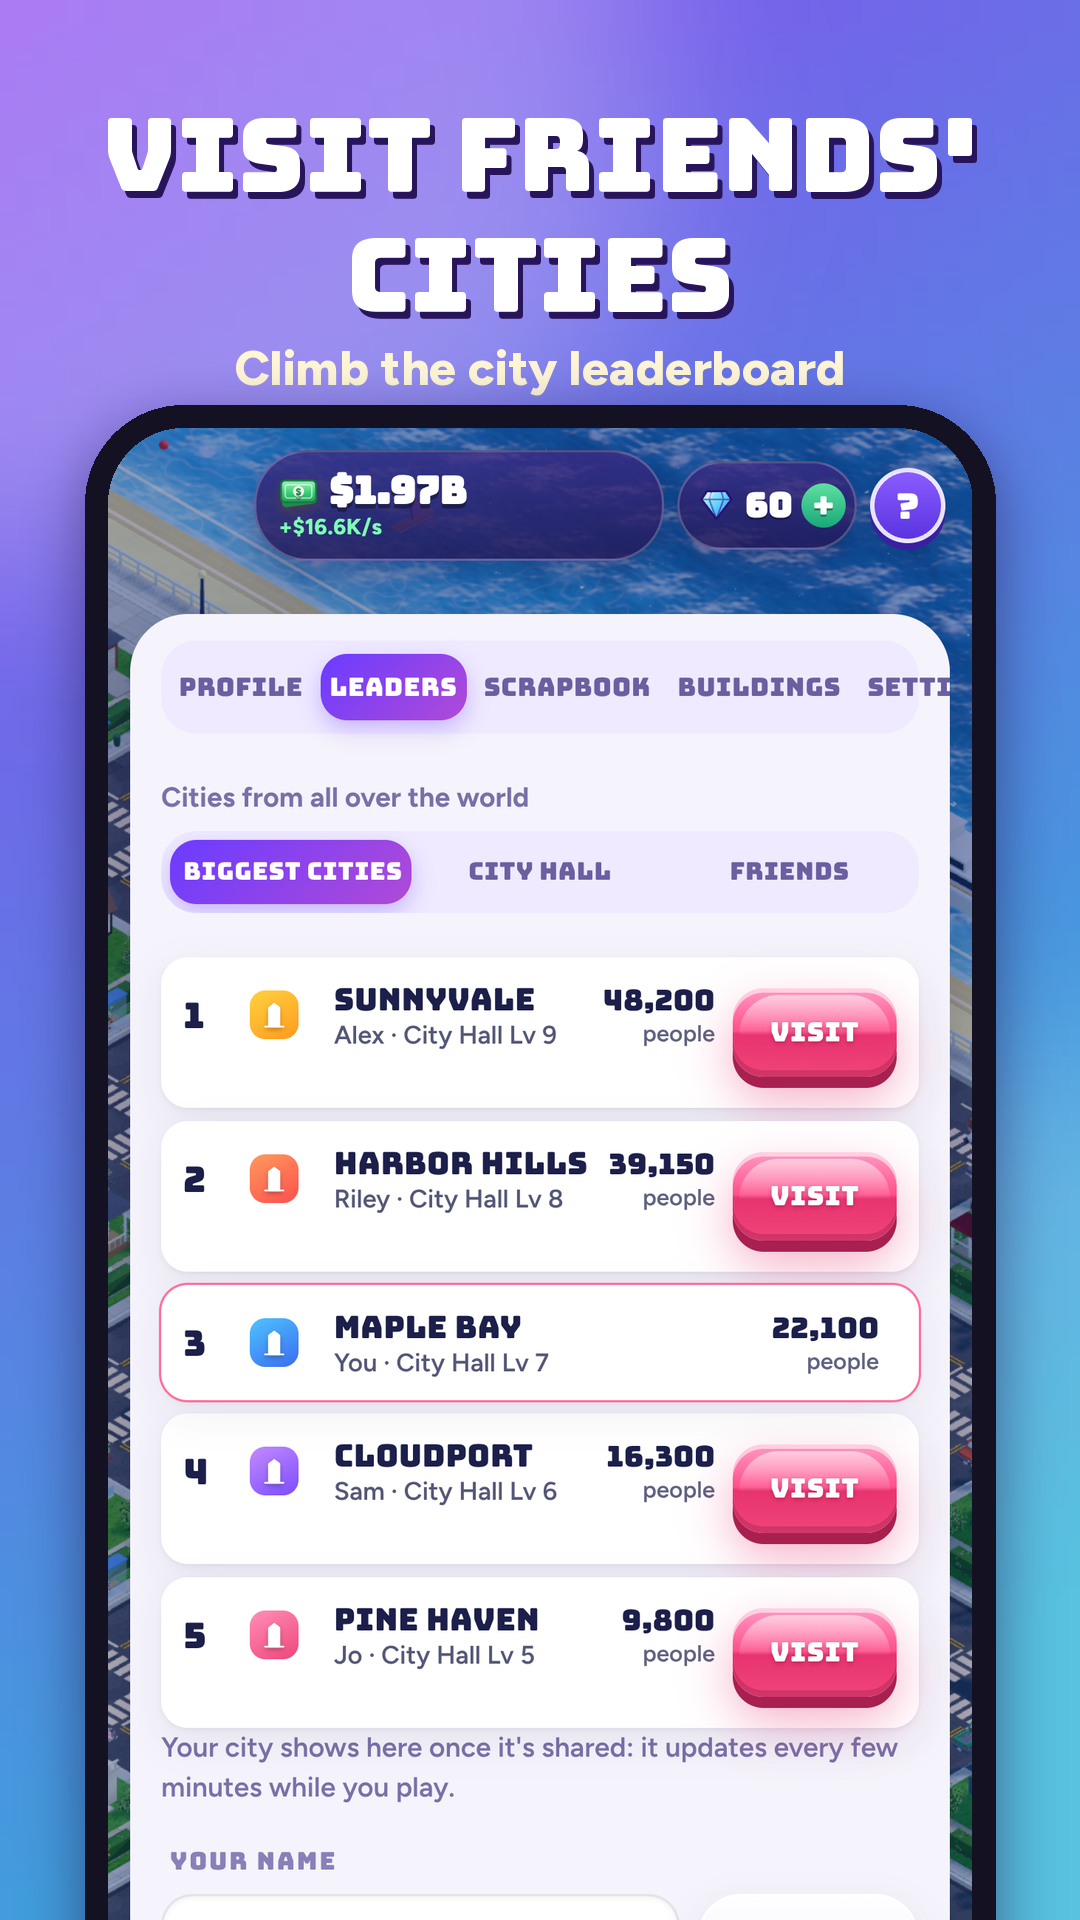 VISIT FRIENDS'
CITIES
Climb the city leaderboard
$1.97B
+$16.6K/s
60 +
?
PROFILE LEADERS SCRAPBOOK BUILDINGS SETTI
Cities from all over the world
BIGGEST CITIES CITY HALL FRIENDS
1 SUNNYVALE 48,200 VISIT
Alex · City Hall Lv 9 people
2 HARBOR HILLS 39,150 VISIT
Riley · City Hall Lv 8 people
3 MAPLE BAY 22,100
You · City Hall Lv 7 people
4 CLOUDPORT 16,300 VISIT
Sam · City Hall Lv 6 people
5 PINE HAVEN 9,800 VISIT
Jo · City Hall Lv 5 people
Your city shows here once it's shared: it updates every few
minutes while you play.
YOUR NAME